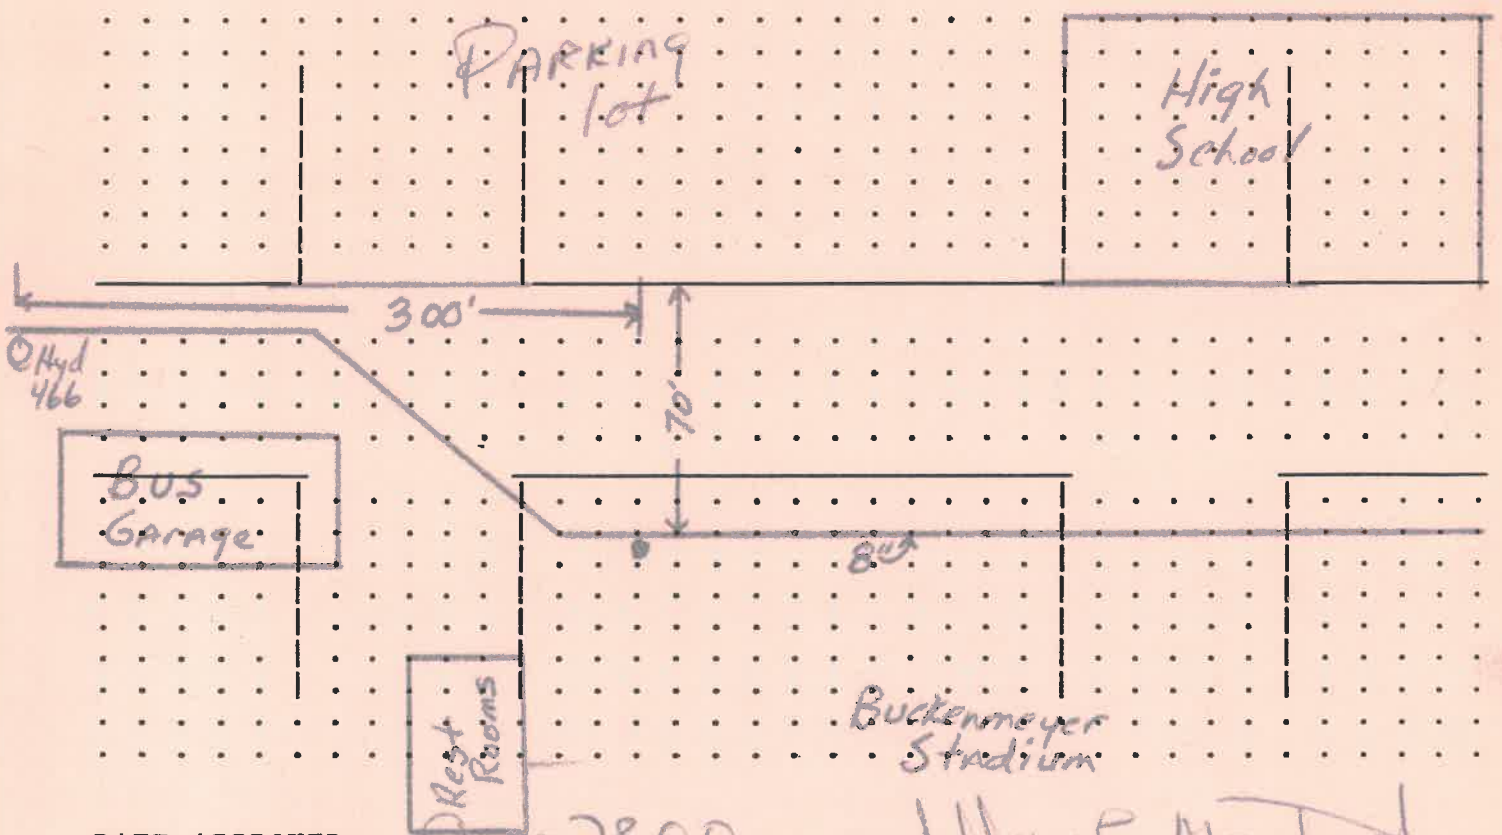 PARKING
lot
High
School
300'
Hyd
466
70'
Bus
Garage
8"
Rest
Rooms
Buckenmeyer
Stadium